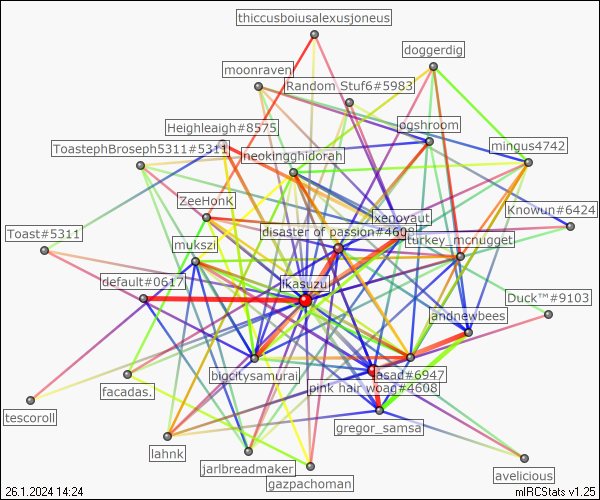 thiccusboiusalexusjoneus
doggerdig
moonraven
Random Stuf6#5983
Heighleaigh#8575
ogshroom
mingus4742
ToastephBroseph5311#5311
neokingghidorah
ZeeHonK
xenoyaut
Knowun#6424
Toast#5311
disaster of passion#4609
turkey_mcnugget
mukszi
default#0617
ikasuzu
Duck™#9103
andnewbees
bigcitysamurai
asad#6947
pink hair woag#4608
facadas.
tescoroll
gregor_samsa
lahnk
jarlbreadmaker
gazpachoman
avelicious
26.1.2024 14:24
mIRCStats v1.25